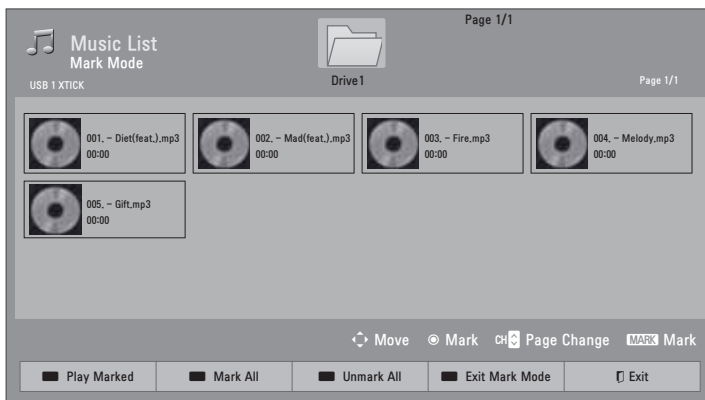 Page 1/1
Music List
Mark Mode
Drive1
USB 1 XTICK
Page 1/1
001. - Diet(feat.).mp3
00:00
002. - Mad(feat.).mp3
00:00
003. - Fire.mp3
00:00
004. - Melody.mp3
00:00
005. - Gift.mp3
00:00
Move
Mark
CH Page Change
MARK Mark
Play Marked
Mark All
Unmark All
Exit Mark Mode
Exit